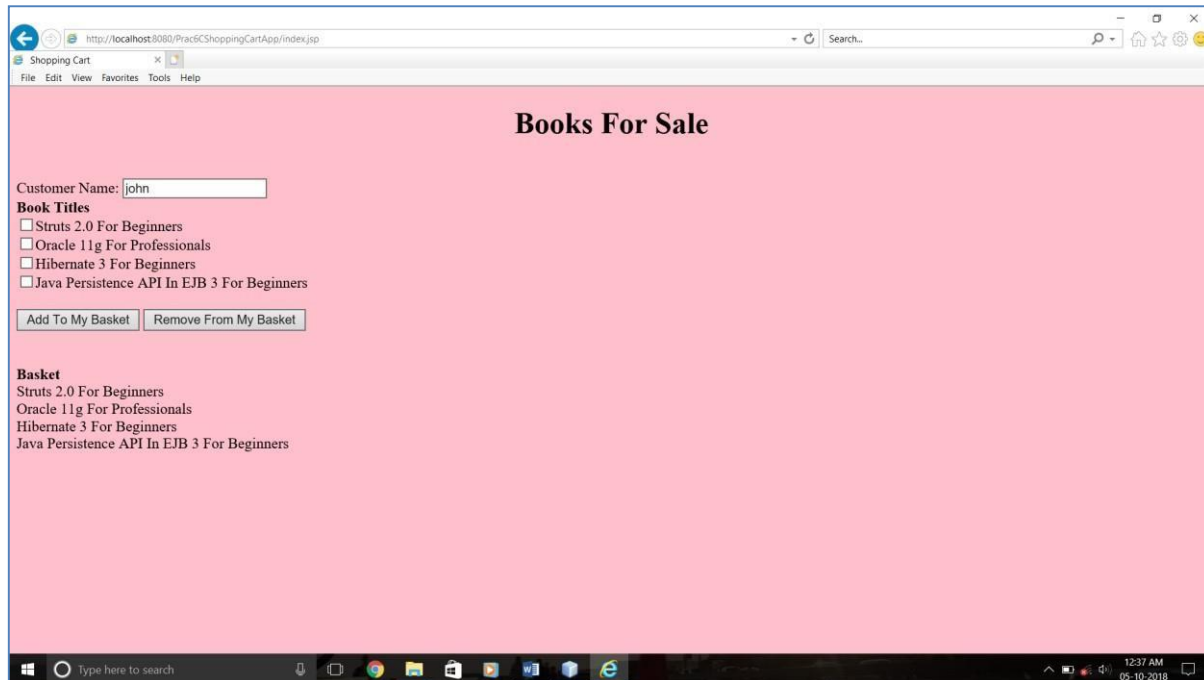 http://localhost:8080/Prac6CShoppingCartApp/index.jsp
Search...
Shopping Cart
File Edit View Favorites Tools Help
Books For Sale
Customer Name: john
Book Titles
Struts 2.0 For Beginners
Oracle 11g For Professionals
Hibernate 3 For Beginners
Java Persistence API In EJB 3 For Beginners
Add To My Basket Remove From My Basket
Basket
Struts 2.0 For Beginners
Oracle 11g For Professionals
Hibernate 3 For Beginners
Java Persistence API In EJB 3 For Beginners
Type here to search
12:37 AM
05-10-2018